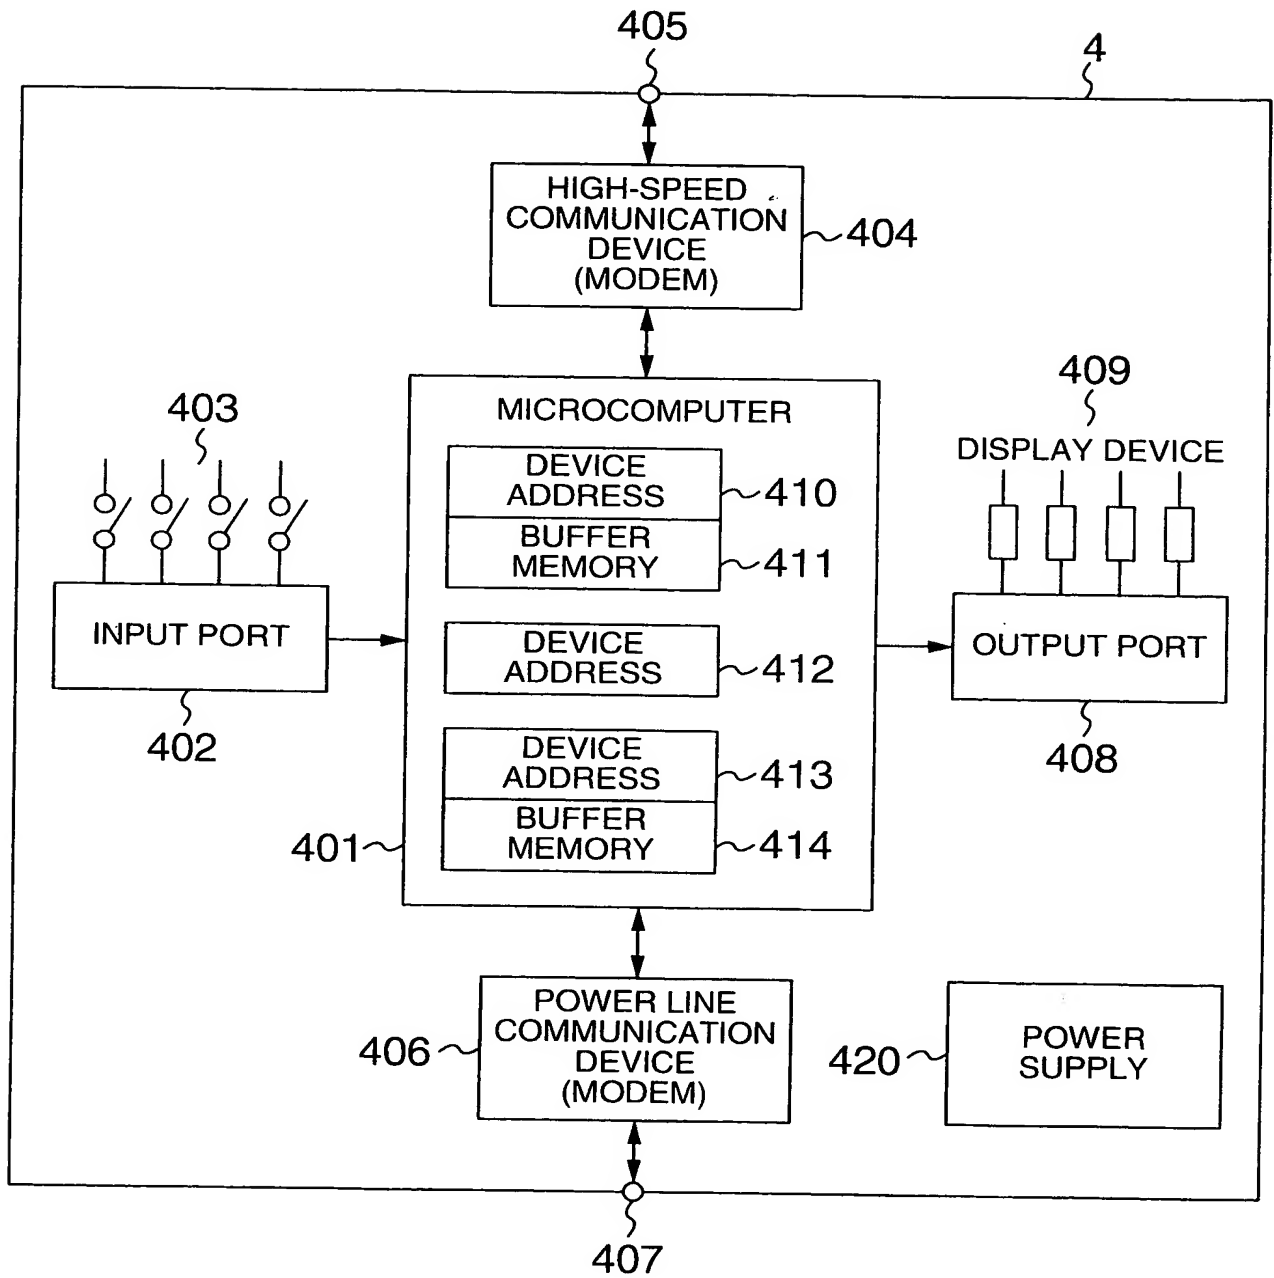 405
4
HIGH-SPEED
COMMUNICATION
DEVICE
(MODEM)
404
403
409
MICROCOMPUTER
DISPLAY DEVICE
DEVICE
ADDRESS
410
BUFFER
MEMORY
411
INPUT PORT
402
DEVICE
ADDRESS
412
OUTPUT PORT
408
DEVICE
ADDRESS
413
BUFFER
MEMORY
414
401
POWER LINE
COMMUNICATION
DEVICE
(MODEM)
406
420
POWER
SUPPLY
407